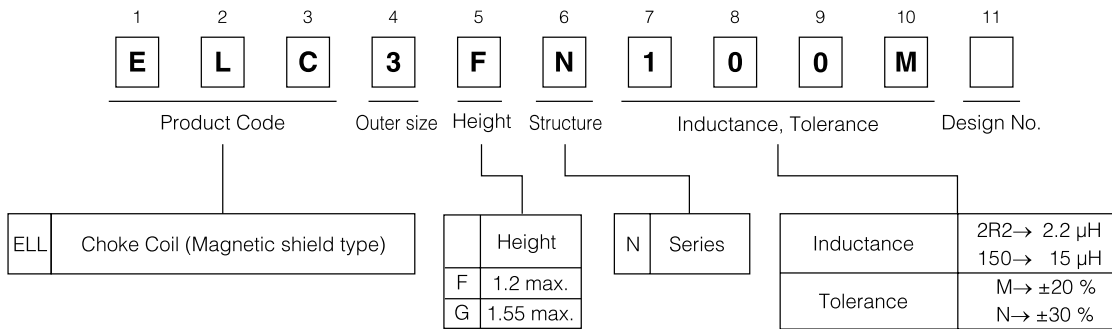 1 2 3 4 5 6 7 8 9 10 11
E L C 3 F N 1 0 0 M
Product Code Outer size Height Structure Inductance, Tolerance Design No.
ELL Choke Coil (Magnetic shield type)
Height
F 1.2 max.
G 1.55 max.
N Series
Inductance 2R2→ 2.2 µH
150→ 15 µH
Tolerance M→ ±20 %
N→ ±30 %